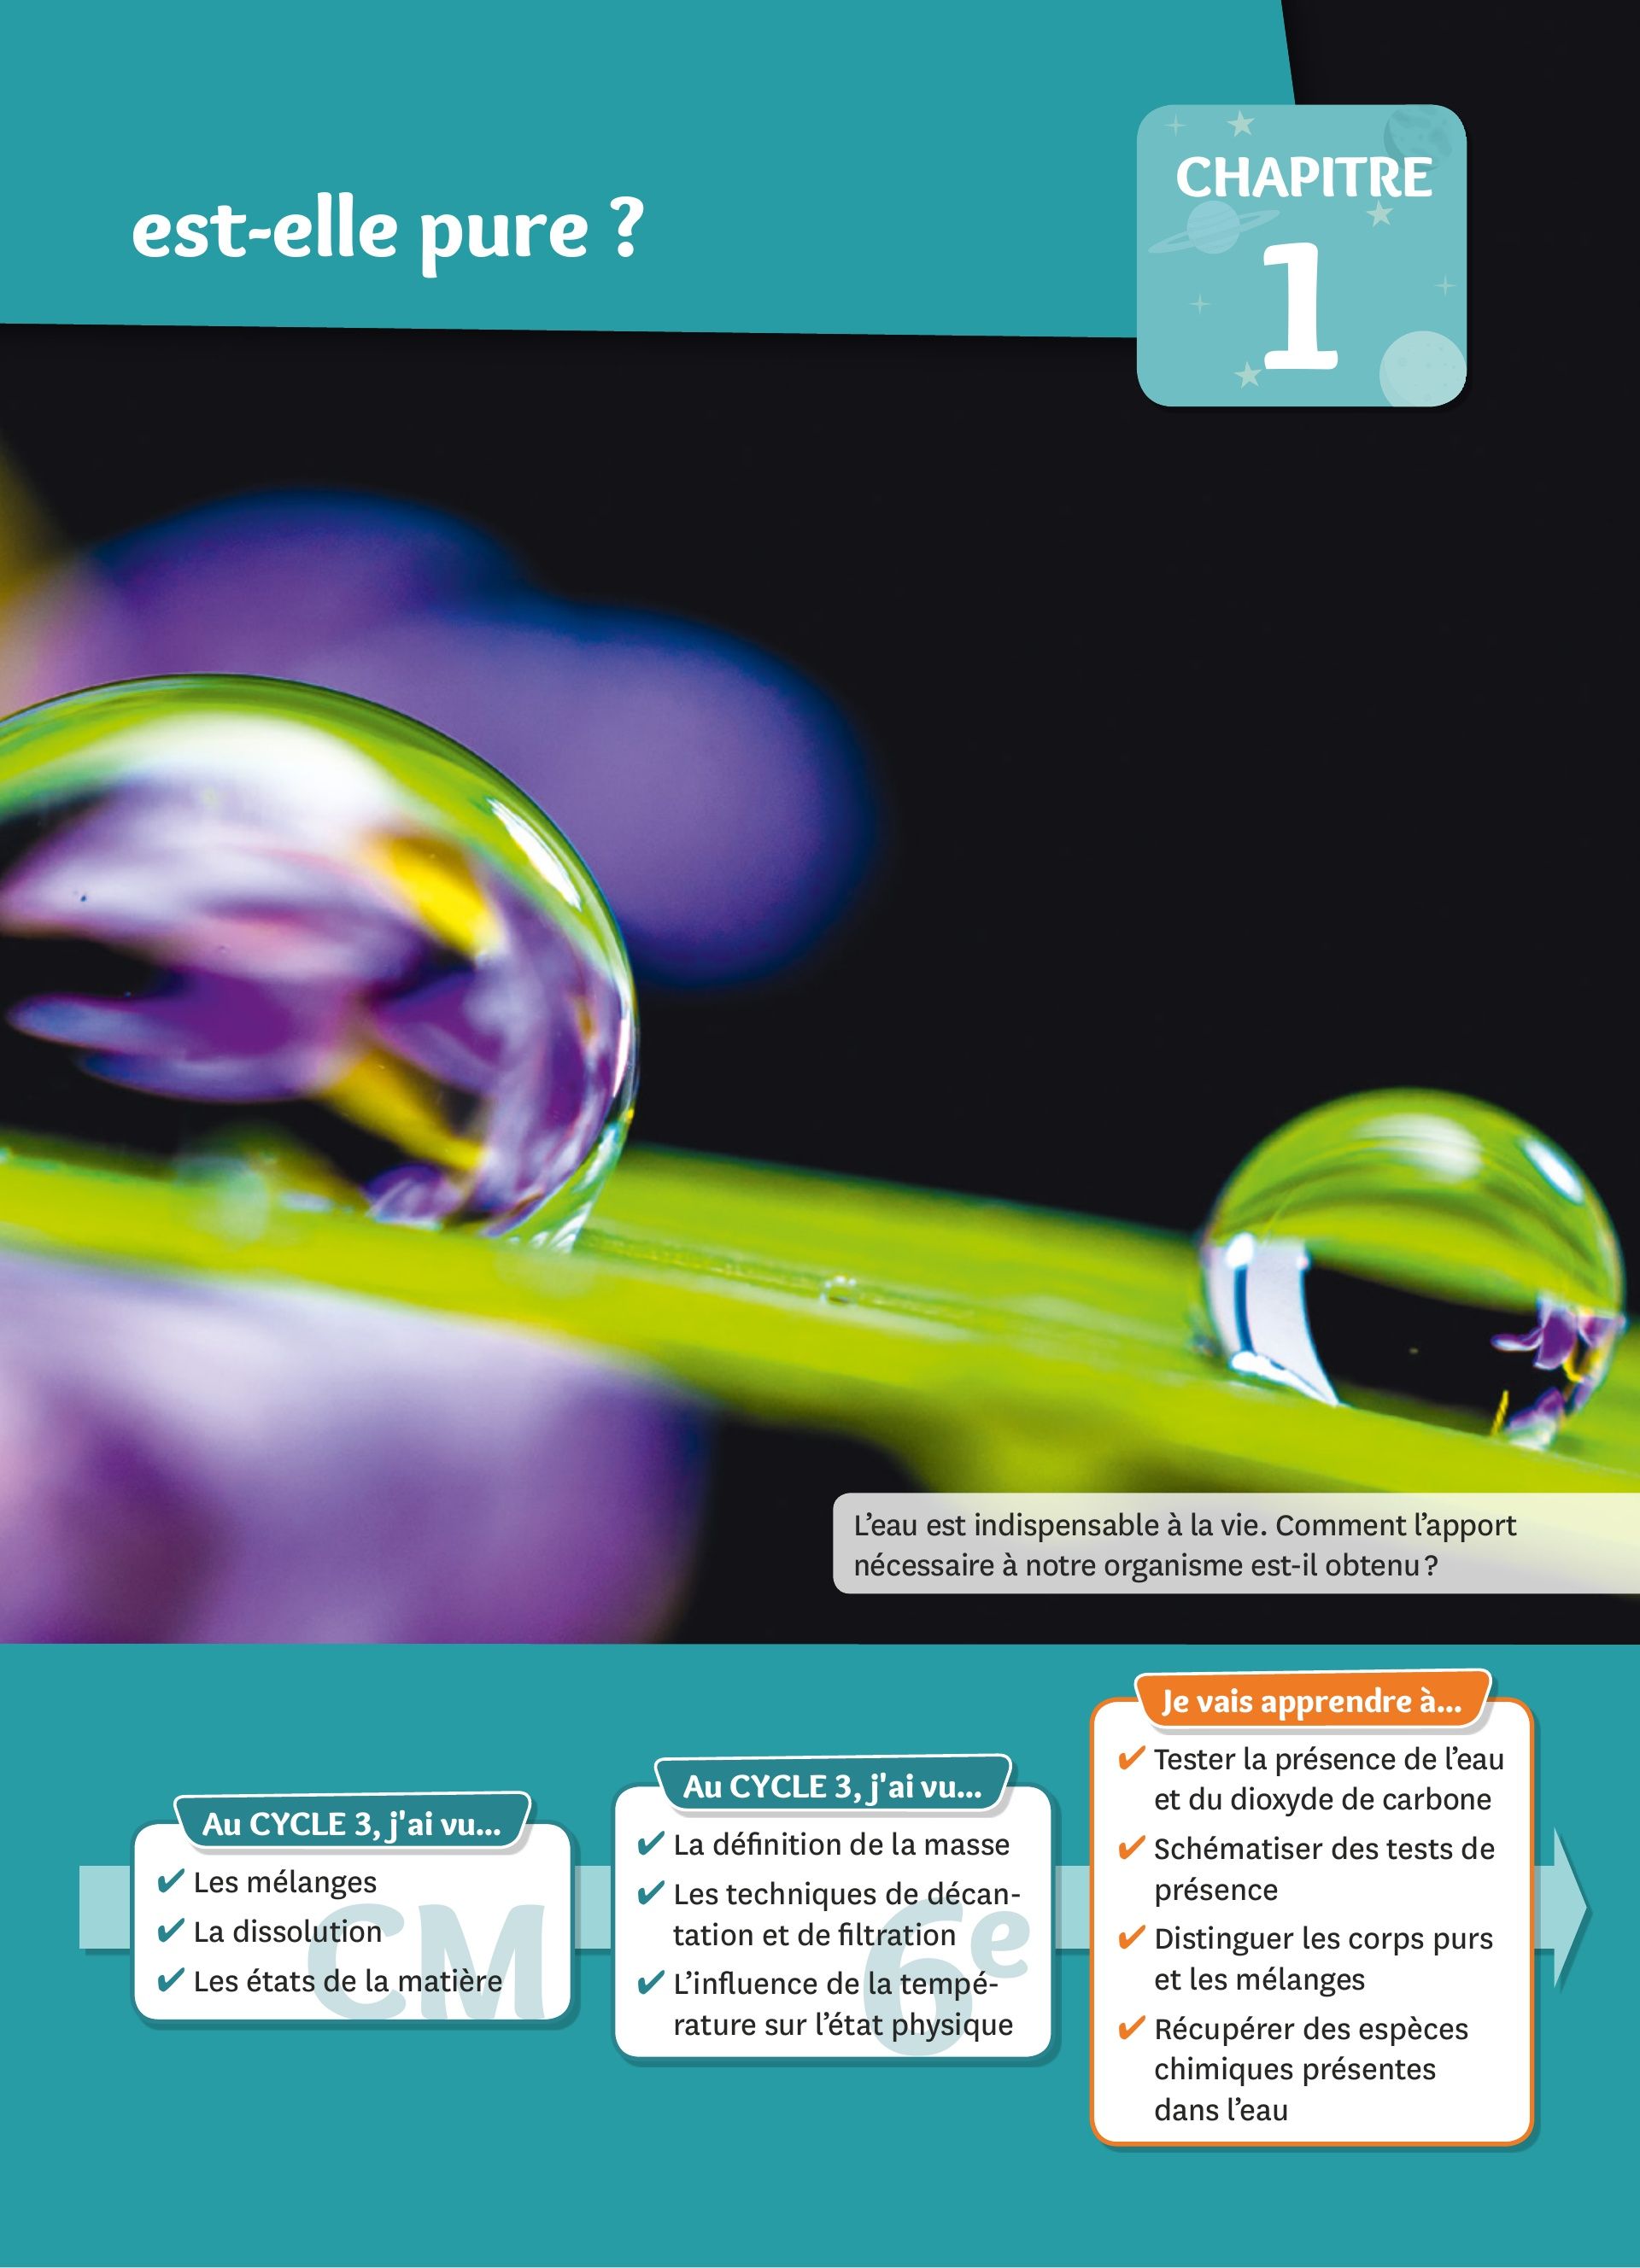 CHAPITRE
1
est-elle pure ?
L’eau est indispensable à la vie. Comment l’apport
nécessaire à notre organisme est-il obtenu ?
Au CYCLE 3, j'ai vu...
✔ Les mélanges
✔ La dissolution
✔ Les états de la matière
CM
Au CYCLE 3, j'ai vu...
✔ La définition de la masse
✔ Les techniques de décan-
tation et de filtration
✔ L’influence de la tempé-
rature sur l’état physique
6e
Je vais apprendre à...
✔ Tester la présence de l’eau
et du dioxyde de carbone
✔ Schématiser des tests de
présence
✔ Distinguer les corps purs
et les mélanges
✔ Récupérer des espèces
chimiques présentes
dans l’eau